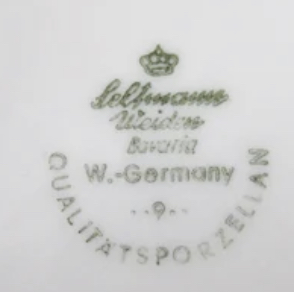 Seltmann
Weiden
Bavaria
W.-Germany
..9..
QUALITÄTSPORZELLAN